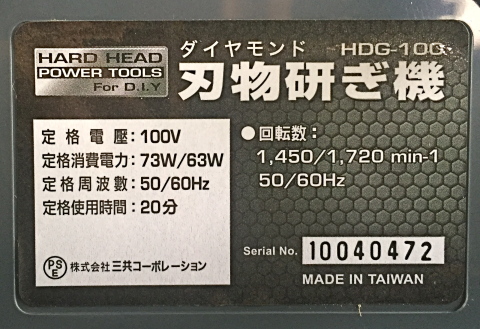 HARD HEAD
POWER TOOLS
For D.I.Y
ダイヤモンド HDG-100
刃物研ぎ機
定格電壓:100V
定格消費電力:73W/63W
定格周波數:50/60Hz
定格使用時間:20分
PSE 株式会社三共コーポレーション
●回転数:
1,450/1,720 min-1
50/60Hz
Serial No. 10040472
MADE IN TAIWAN